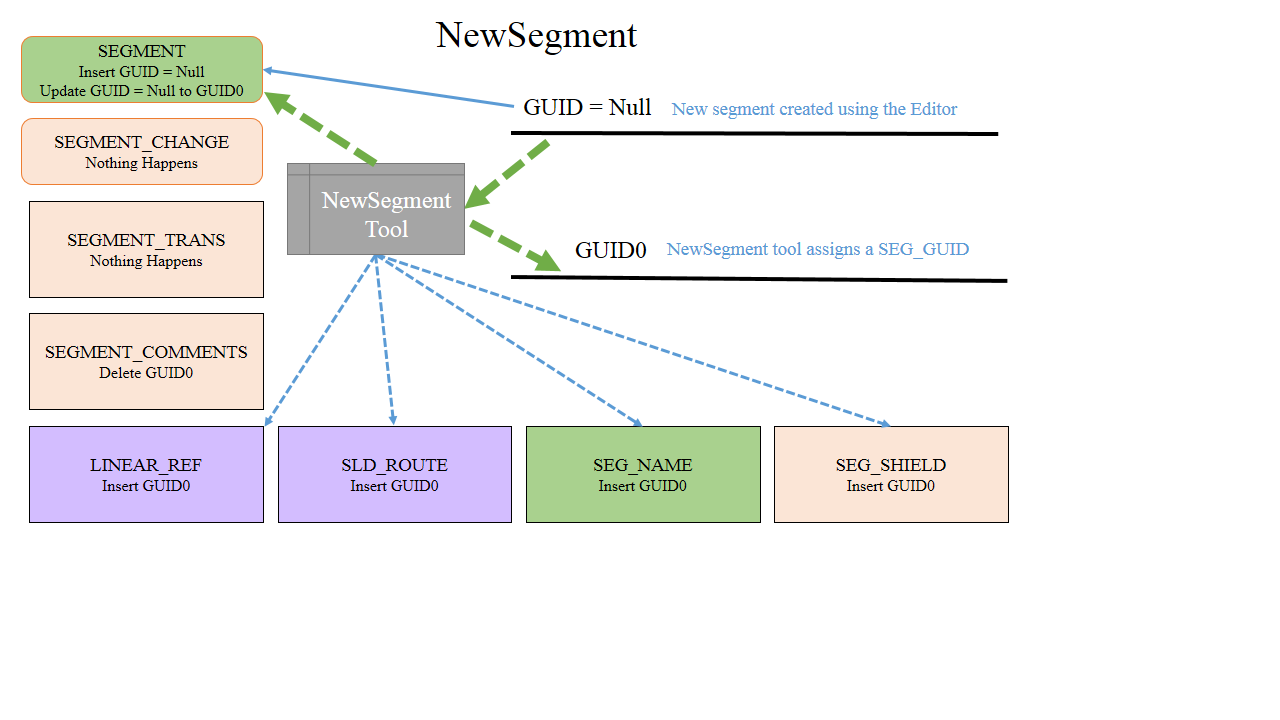 NewSegment
SEGMENT
Insert GUID = Null
Update GUID = Null to GUID0
GUID = Null New segment created using the Editor
SEGMENT_CHANGE
Nothing Happens
NewSegment
Tool
SEGMENT_TRANS
Nothing Happens
GUID0 NewSegment tool assigns a SEG_GUID
SEGMENT_COMMENTS
Delete GUID0
LINEAR_REF
Insert GUID0
SLD_ROUTE
Insert GUID0
SEG_NAME
Insert GUID0
SEG_SHIELD
Insert GUID0